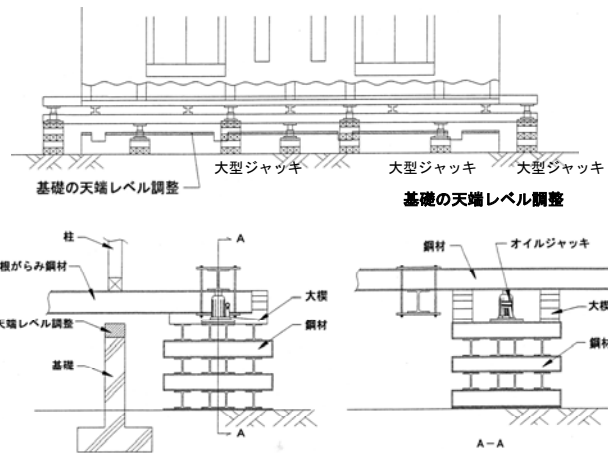 大型ジャッキ
大型ジャッキ
大型ジャッキ
基礎の天端レベル調整
基礎の天端レベル調整
柱
根がらみ鋼材
天端レベル調整
基礎
A
大楔
鋼材
A
鋼材
オイルジャッキ
大楔
鋼材
A-A